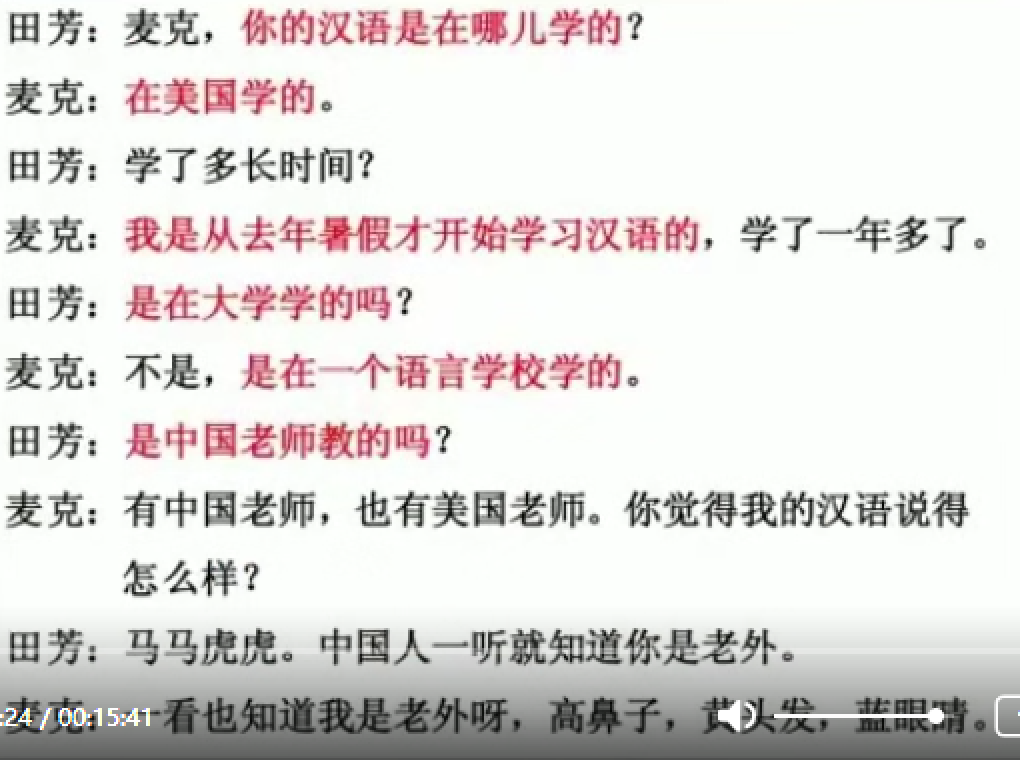 田芳：麦克，你的汉语是在哪儿学的？
麦克：在美国学的。
田芳：学了多长时间？
麦克：我是从去年暑假才开始学习汉语的，学了一年多了。
田芳：是在大学学的吗？
麦克：不是，是在一个语言学校学的。
田芳：是中国老师教的吗？
麦克：有中国老师，也有美国老师。你觉得我的汉语说得
怎么样？
田芳：马马虎虎。中国人一听就知道你是老外。
麦克：一看也知道我是老外呀，高鼻子，黄头发，蓝眼睛。
:24 / 00:15:41